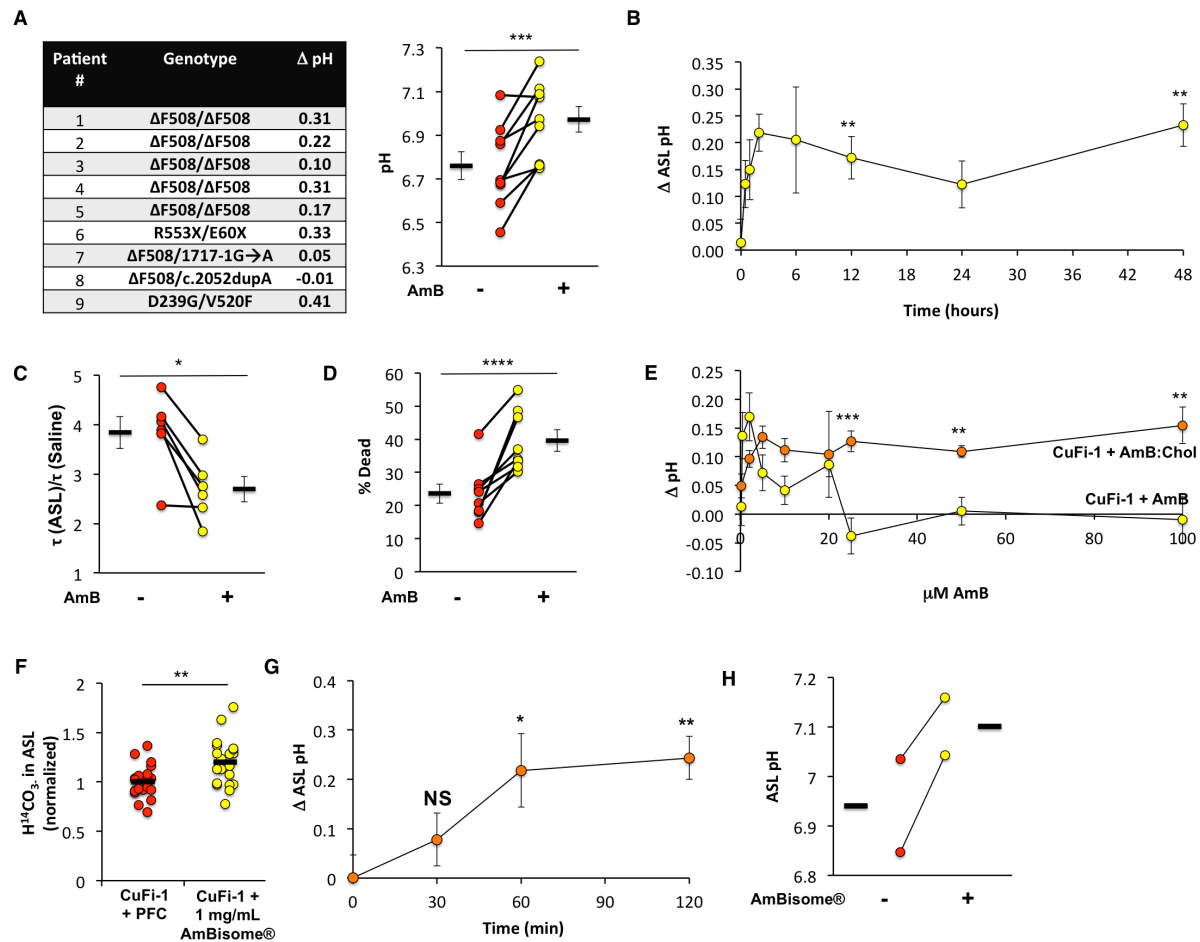 A
Patient # Genotype Δ pH
1 ΔF508/ΔF508 0.31
2 ΔF508/ΔF508 0.22
3 ΔF508/ΔF508 0.10
4 ΔF508/ΔF508 0.31
5 ΔF508/ΔF508 0.17
6 R553X/E60X 0.33
7 ΔF508/1717-1G→A 0.05
8 ΔF508/c.2052dupA -0.01
9 D239G/V520F 0.41
***
pH
7.3
7.1
6.9
6.7
6.5
6.3
AmB - +
B
Δ ASL pH
0.35
0.30
0.25
0.20
0.15
0.10
0.05
0.00
**
**
0 6 12 18 24 30 36 42 48
Time (hours)
C
*
τ (ASL)/τ (Saline)
5
4
3
2
1
AmB - +
D
****
% Dead
60
50
40
30
20
10
0
AmB - +
E
Δ pH
0.25
0.20
0.15
0.10
0.05
0.00
-0.05
-0.10
***
**
**
CuFi-1 + AmB:Chol
CuFi-1 + AmB
0 20 40 60 80 100
μM AmB
F
**
H¹⁴CO₃₋ in ASL
(normalized)
2
1.5
1
0.5
0
CuFi-1
+ PFC
CuFi-1 +
1 mg/mL
AmBisome®
G
Δ ASL pH
0.4
0.3
0.2
0.1
0
NS
*
**
0 30 60 90 120
Time (min)
H
ASL pH
7.2
7.1
7
6.9
6.8
AmBisome® - +